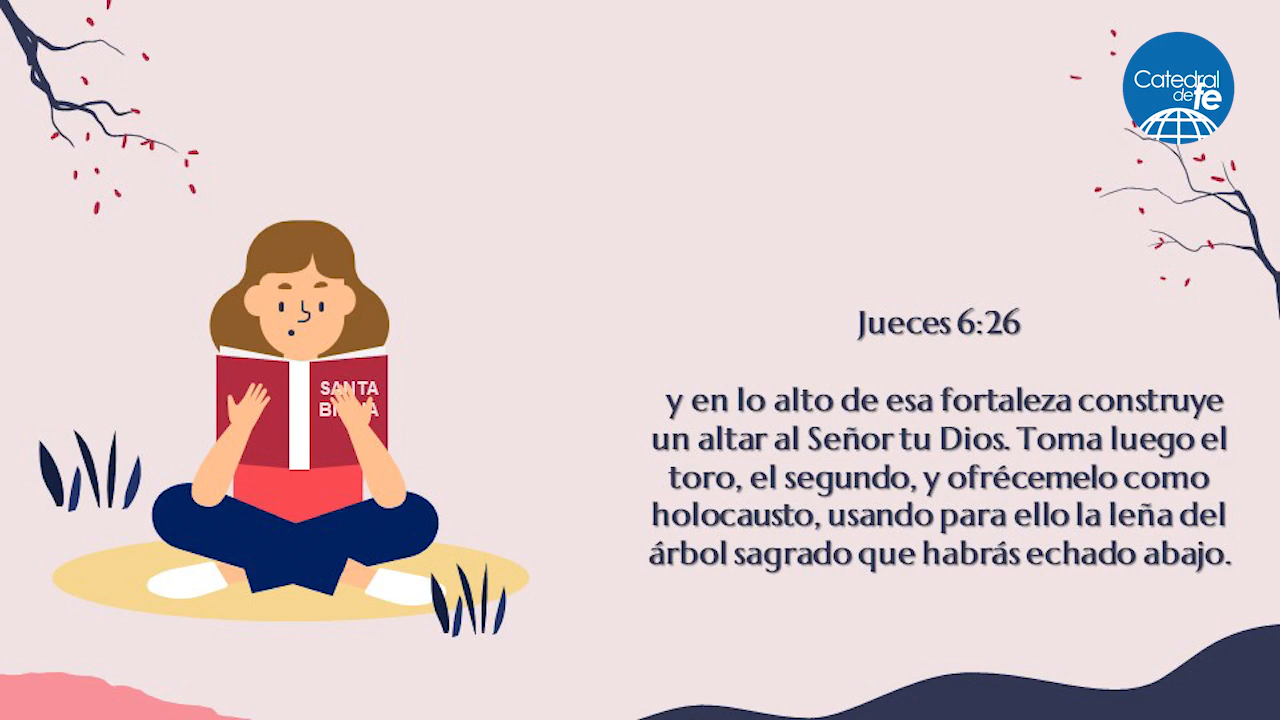 Catedral
de fe
SANTA
BIBLIA
Jueces 6:26
y en lo alto de esa fortaleza construye
un altar al Señor tu Dios. Toma luego el
toro, el segundo, y ofrécemelo como
holocausto, usando para ello la leña del
árbol sagrado que habrás echado abajo.